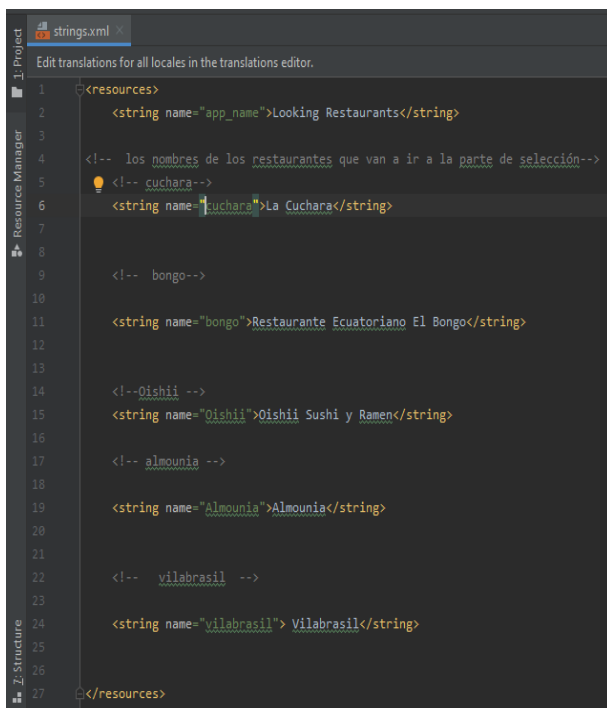 strings.xml
Edit translations for all locales in the translations editor.
1: Project
Resource Manager
7: Structure
1 <resources>
2 <string name="app_name">Looking Restaurants</string>
3
4 <!-- los nombres de los restaurantes que van a ir a la parte de selección-->
5 <!-- cuchara-->
6 <string name="cuchara">La Cuchara</string>
7
8
9 <!-- bongo-->
10
11 <string name="bongo">Restaurante Ecuatoriano El Bongo</string>
12
13
14 <!--Oishii -->
15 <string name="Oishii">Oishii Sushi y Ramen</string>
16
17 <!-- almounia -->
18
19 <string name="Almounia">Almounia</string>
20
21
22 <!-- vilabrasil -->
23
24 <string name="vilabrasil"> Vilabrasil</string>
25
26
27 </resources>